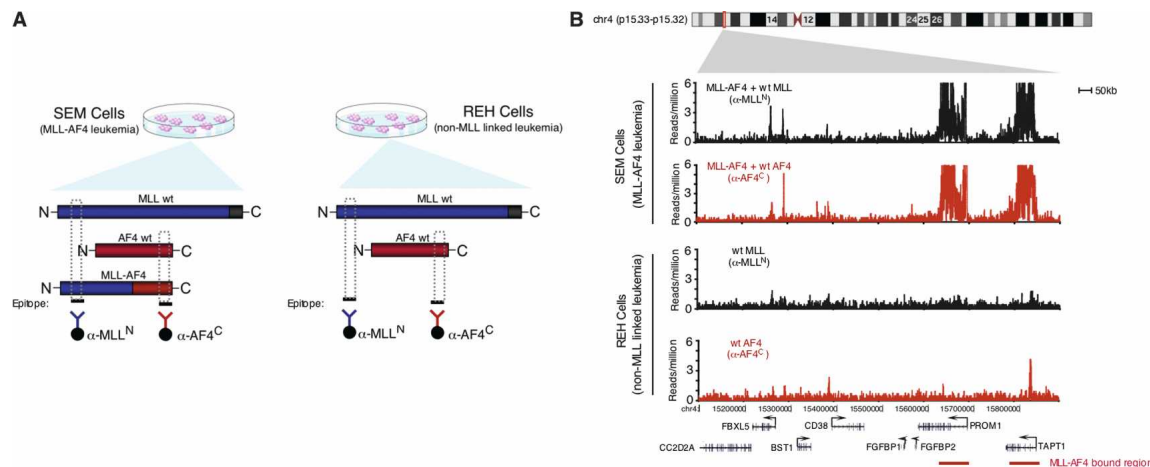 A
SEM Cells
(MLL-AF4 leukemia)
REH Cells
(non-MLL linked leukemia)
MLL wt
N
C
AF4 wt
N
C
MLL-AF4
N
C
Epitope:
α-MLLN
α-AF4C
MLL wt
N
C
AF4 wt
N
C
Epitope:
α-MLLN
α-AF4C
B
chr4 (p15.33-p15.32)
14
12
24
25
26
50kb
SEM Cells
(MLL-AF4 leukemia)
Reads/million
6
3
0
MLL-AF4 + wt MLL
(α-MLLN)
Reads/million
6
3
0
MLL-AF4 + wt AF4
(α-AF4C)
REH Cells
(non-MLL linked leukemia)
Reads/million
6
3
0
wt MLL
(α-MLLN)
Reads/million
6
3
0
wt AF4
(α-AF4C)
chr4: 15200000 15300000 15400000 15500000 15600000 15700000 15800000
FBXL5 CD38 PROM1
CC2D2A BST1 FGFBP1 FGFBP2 TAPT1
MLL-AF4 bound region